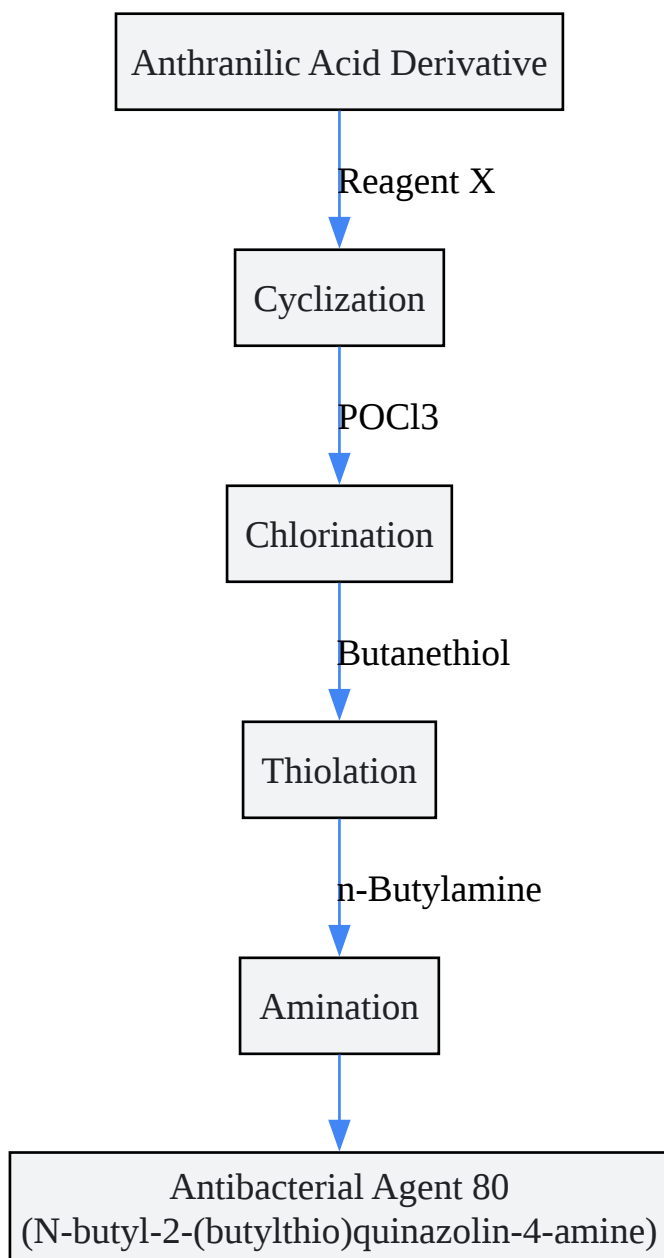 Anthranilic Acid Derivative
Reagent X
Cyclization
POCl3
Chlorination
Butanethiol
Thiolation
n-Butylamine
Amination
Antibacterial Agent 80
(N-butyl-2-(butylthio)quinazolin-4-amine)